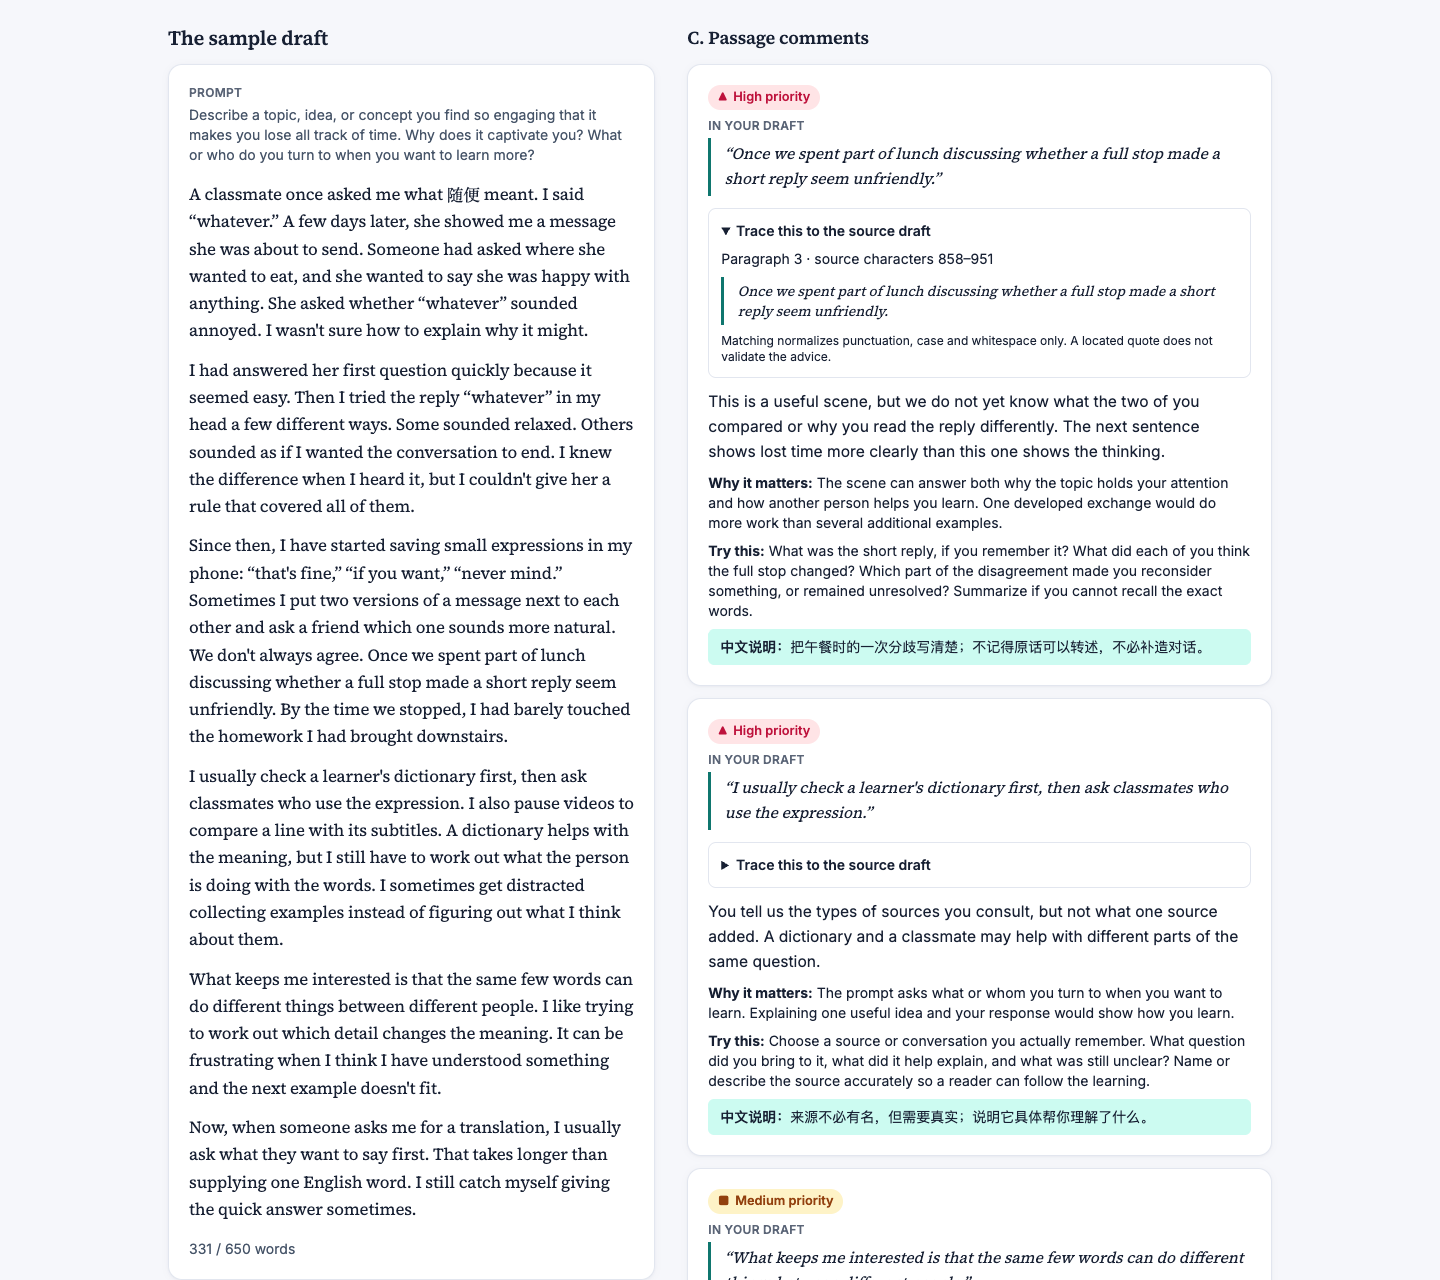 The sample draft
PROMPT
Describe a topic, idea, or concept you find so engaging that it
makes you lose all track of time. Why does it captivate you? What
or who do you turn to when you want to learn more?
A classmate once asked me what 随便 meant. I said
“whatever.” A few days later, she showed me a message
she was about to send. Someone had asked where she
wanted to eat, and she wanted to say she was happy with
anything. She asked whether “whatever” sounded
annoyed. I wasn't sure how to explain why it might.
I had answered her first question quickly because it
seemed easy. Then I tried the reply “whatever” in my
head a few different ways. Some sounded relaxed. Others
sounded as if I wanted the conversation to end. I knew
the difference when I heard it, but I couldn't give her a
rule that covered all of them.
Since then, I have started saving small expressions in my
phone: “that's fine,” “if you want,” “never mind.”
Sometimes I put two versions of a message next to each
other and ask a friend which one sounds more natural.
We don't always agree. Once we spent part of lunch
discussing whether a full stop made a short reply seem
unfriendly. By the time we stopped, I had barely touched
the homework I had brought downstairs.
I usually check a learner's dictionary first, then ask
classmates who use the expression. I also pause videos to
compare a line with its subtitles. A dictionary helps with
the meaning, but I still have to work out what the person
is doing with the words. I sometimes get distracted
collecting examples instead of figuring out what I think
about them.
What keeps me interested is that the same few words can
do different things between different people. I like trying
to work out which detail changes the meaning. It can be
frustrating when I think I have understood something
and the next example doesn't fit.
Now, when someone asks me for a translation, I usually
ask what they want to say first. That takes longer than
supplying one English word. I still catch myself giving
the quick answer sometimes.
331 / 650 words
C. Passage comments
High priority
IN YOUR DRAFT
“Once we spent part of lunch discussing whether a full stop made a
short reply seem unfriendly.”
Trace this to the source draft
Paragraph 3 · source characters 858–951
Once we spent part of lunch discussing whether a full stop made a short
reply seem unfriendly.
Matching normalizes punctuation, case and whitespace only. A located quote does not
validate the advice.
This is a useful scene, but we do not yet know what the two of you
compared or why you read the reply differently. The next sentence
shows lost time more clearly than this one shows the thinking.
Why it matters: The scene can answer both why the topic holds your attention
and how another person helps you learn. One developed exchange would do
more work than several additional examples.
Try this: What was the short reply, if you remember it? What did each of you think
the full stop changed? Which part of the disagreement made you reconsider
something, or remained unresolved? Summarize if you cannot recall the exact
words.
中文说明：把午餐时的一次分歧写清楚；不记得原话可以转述，不必补造对话。
High priority
IN YOUR DRAFT
“I usually check a learner's dictionary first, then ask classmates who
use the expression.”
Trace this to the source draft
You tell us the types of sources you consult, but not what one source
added. A dictionary and a classmate may help with different parts of the
same question.
Why it matters: The prompt asks what or whom you turn to when you want to
learn. Explaining one useful idea and your response would show how you learn.
Try this: Choose a source or conversation you actually remember. What question
did you bring to it, what did it help explain, and what was still unclear? Name or
describe the source accurately so a reader can follow the learning.
中文说明：来源不必有名，但需要真实；说明它具体帮你理解了什么。
Medium priority
IN YOUR DRAFT
“What keeps me interested is that the same few words can do different